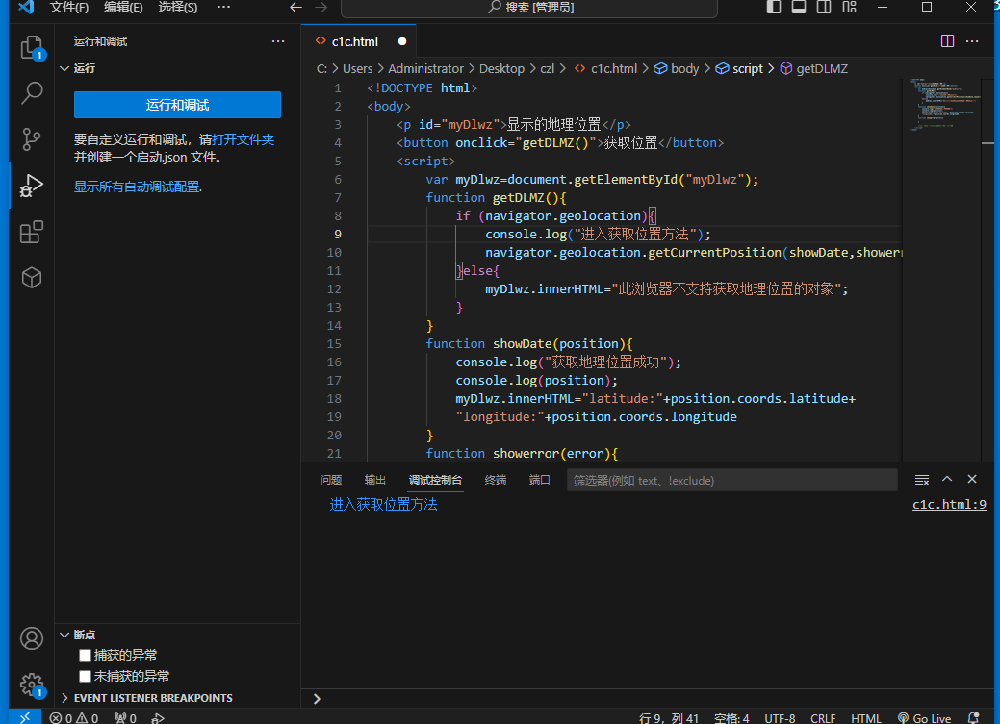 文件(F) 编辑(E) 选择(S) ··· 搜索 [管理员]
运行和调试 ···
运行
运行和调试
要自定义运行和调试，请打开文件夹
并创建一个启动.json 文件。
显示所有自动调试配置.
c1c.html
C: > Users > Administrator > Desktop > czl > c1c.html > body > script > getDLMZ
1 <!DOCTYPE html>
2 <body>
3 <p id="myDlwz">显示的地理位置</p>
4 <button onclick="getDLMZ()">获取位置</button>
5 <script>
6 var myDlwz=document.getElementById("myDlwz");
7 function getDLMZ(){
8 if (navigator.geolocation){
9 console.log("进入获取位置方法");
10 navigator.geolocation.getCurrentPosition(showDate,showerr
11 }else{
12 myDlwz.innerHTML="此浏览器不支持获取地理位置的对象";
13 }
14 }
15 function showDate(position){
16 console.log("获取地理位置成功");
17 console.log(position);
18 myDlwz.innerHTML="latitude:"+position.coords.latitude+
19 "longitude:"+position.coords.longitude
20 }
21 function showerror(error){
问题 输出 调试控制台 终端 端口 筛选器(例如 text、!exclude)
进入获取位置方法 c1c.html:9
断点
捕获的异常
未捕获的异常
EVENT LISTENER BREAKPOINTS
0 0 0 行 9，列 41 空格: 4 UTF-8 CRLF HTML Go Live